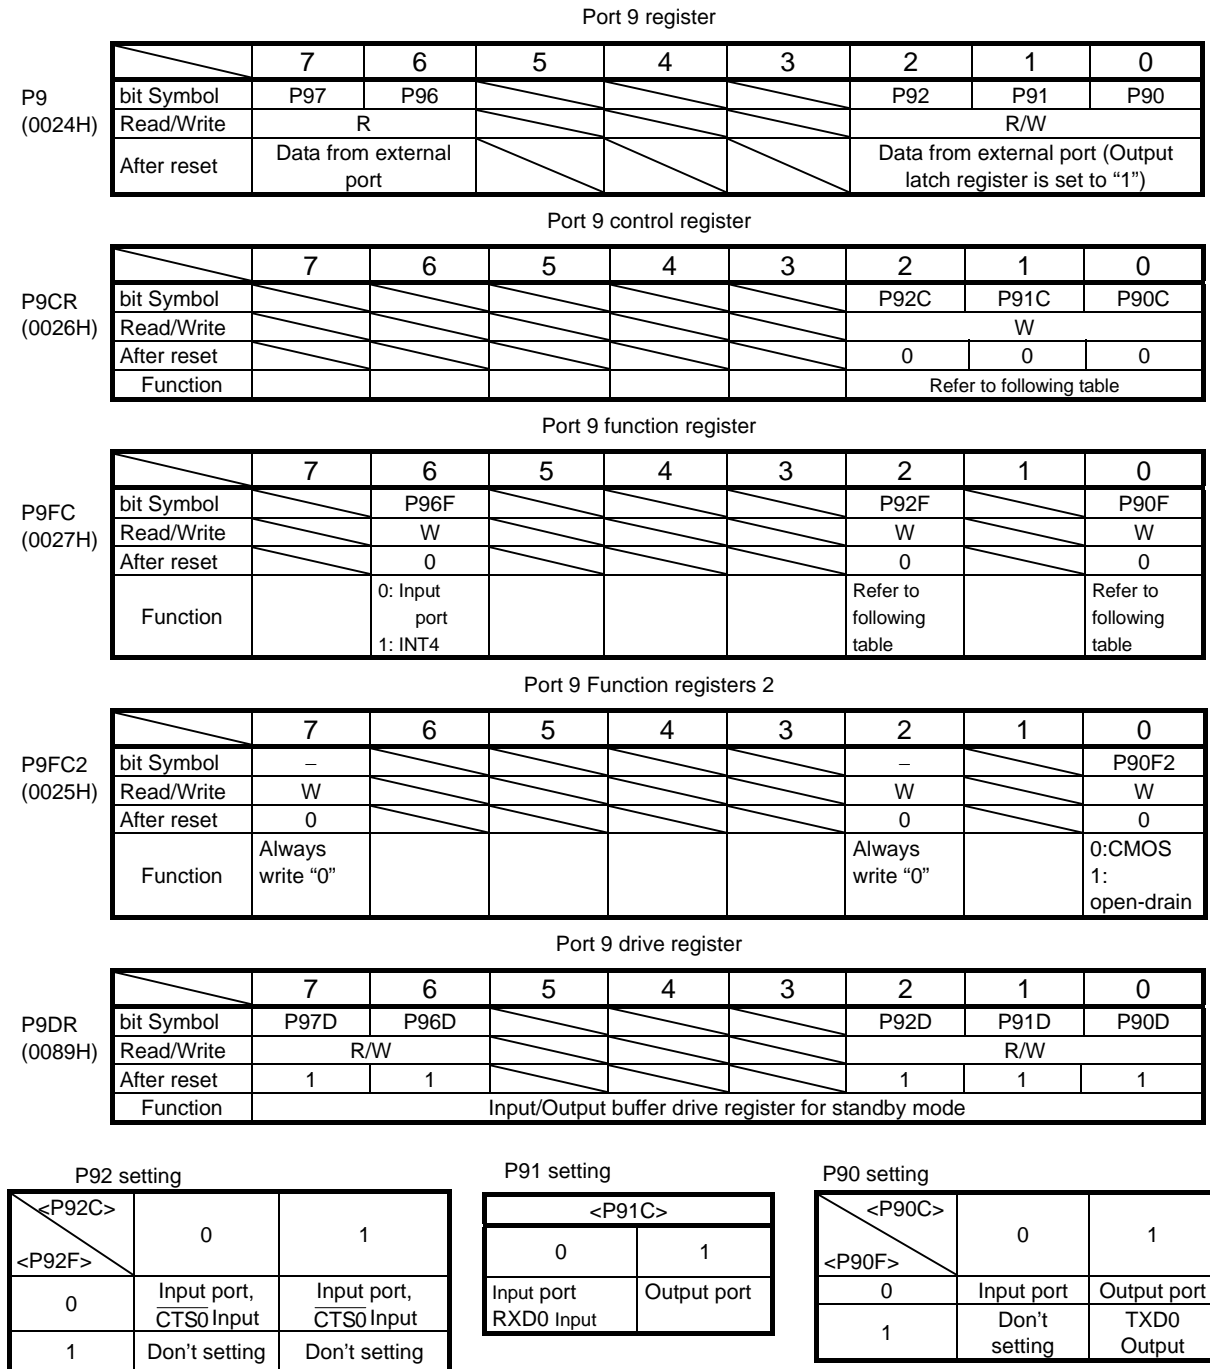 Port 9 register
7 6 5 4 3 2 1 0
P9
(0024H)
bit Symbol P97 P96 P92 P91 P90
Read/Write R R/W
After reset Data from external port Data from external port (Output latch register is set to “1”)
Port 9 control register
7 6 5 4 3 2 1 0
P9CR
(0026H)
bit Symbol P92C P91C P90C
Read/Write W
After reset 0 0 0
Function Refer to following table
Port 9 function register
7 6 5 4 3 2 1 0
P9FC
(0027H)
bit Symbol P96F P92F P90F
Read/Write W W W
After reset 0 0 0
Function 0: Input port 1: INT4 Refer to following table Refer to following table
Port 9 Function registers 2
7 6 5 4 3 2 1 0
P9FC2
(0025H)
bit Symbol − − P90F2
Read/Write W W W
After reset 0 0 0
Function Always write “0” Always write “0” 0:CMOS 1: open-drain
Port 9 drive register
7 6 5 4 3 2 1 0
P9DR
(0089H)
bit Symbol P97D P96D P92D P91D P90D
Read/Write R/W R/W
After reset 1 1 1 1 1
Function Input/Output buffer drive register for standby mode
P92 setting
<P92C> 0 1
<P92F>
0 Input port, CTS0 Input Input port, CTS0 Input
1 Don’t setting Don’t setting
P91 setting
<P91C>
0 1
Input port RXD0 Input Output port
P90 setting
<P90C> 0 1
<P90F>
0 Input port Output port
1 Don’t setting TXD0 Output